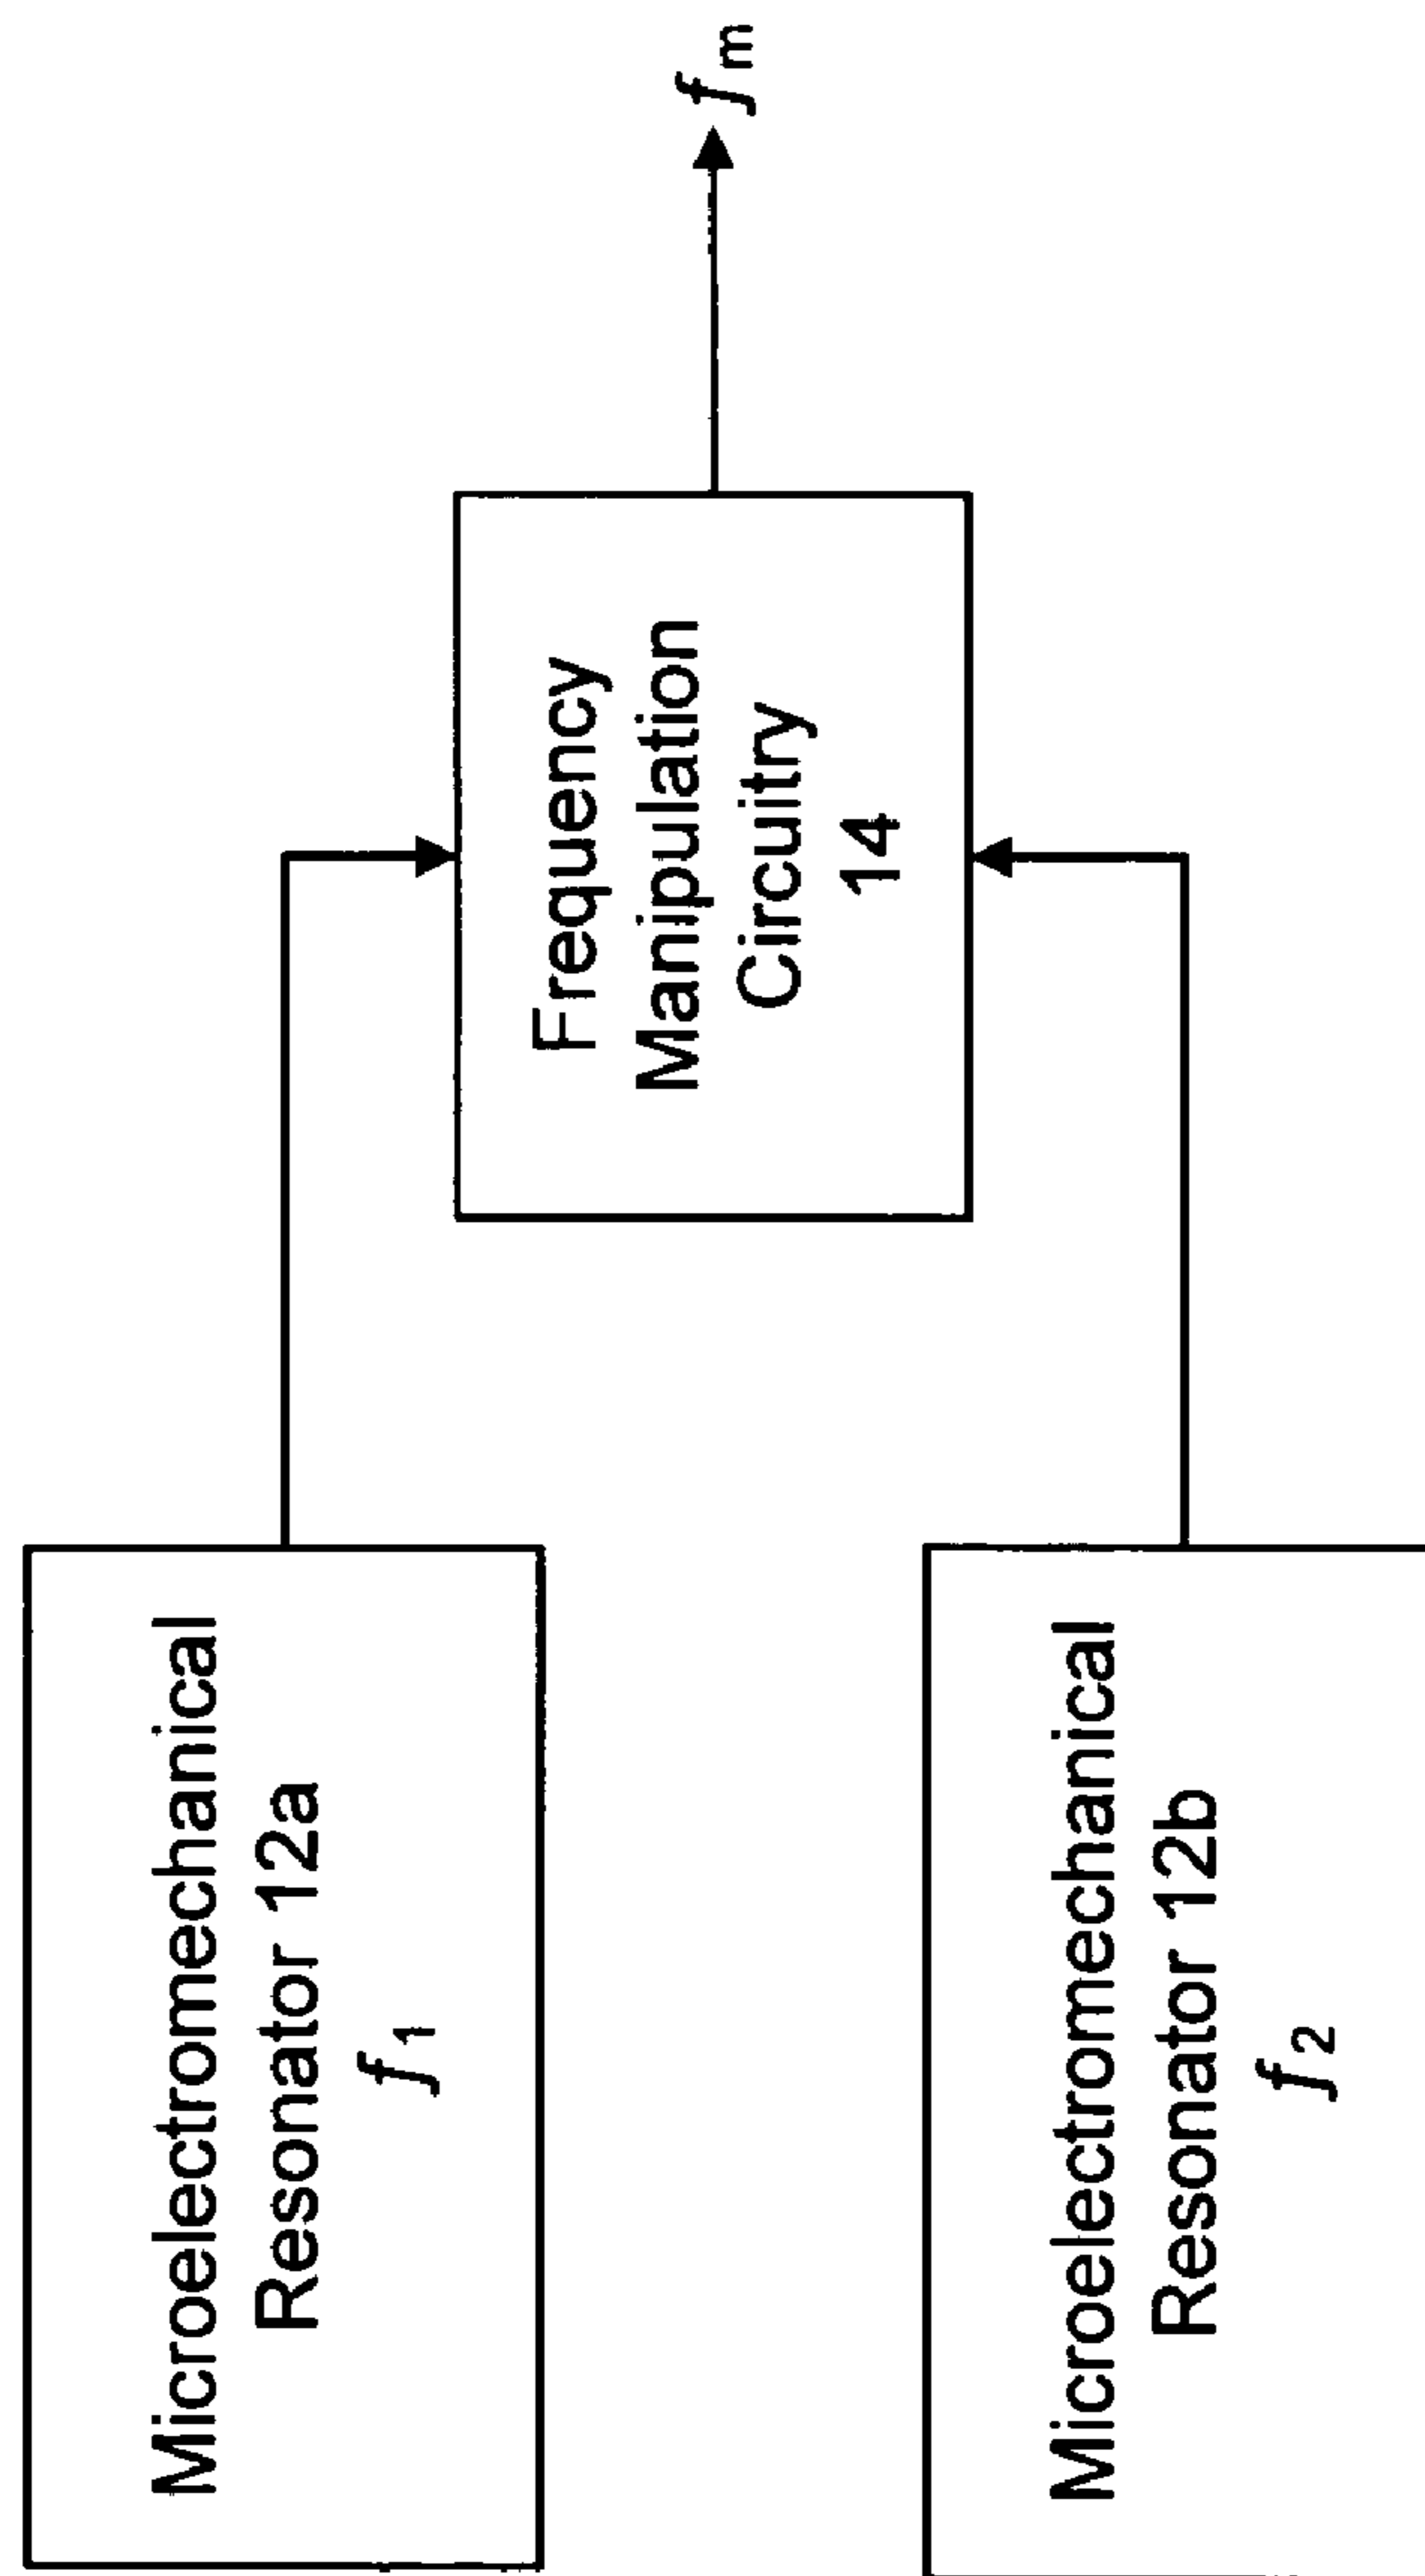 Microelectromechanical
Resonator 12a
f1
Microelectromechanical
Resonator 12b
f2
Frequency
Manipulation
Circuitry
14
fm